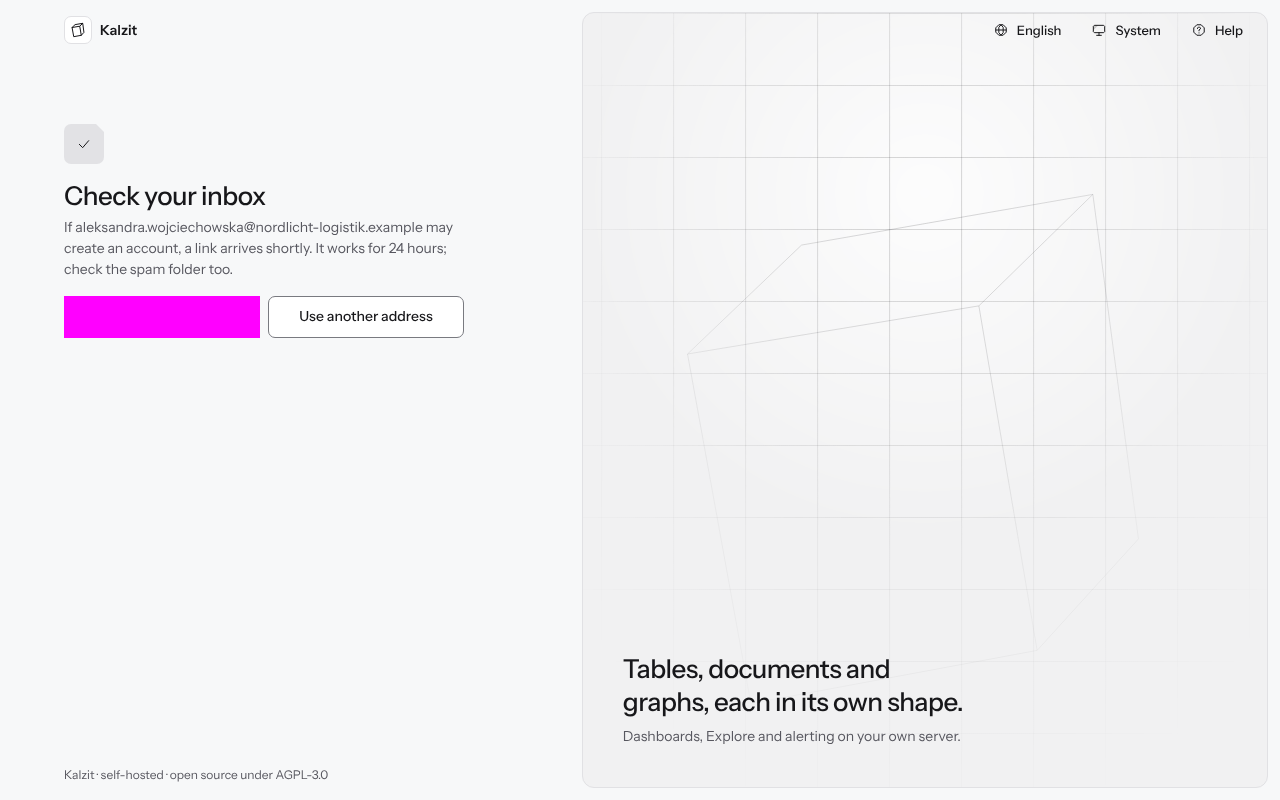 Kalzit
English
System
Help
Check your inbox
If aleksandra.wojciechowska@nordlicht-logistik.example may
create an account, a link arrives shortly. It works for 24 hours;
check the spam folder too.
Use another address
Tables, documents and
graphs, each in its own shape.
Dashboards, Explore and alerting on your own server.
Kalzit · self-hosted · open source under AGPL-3.0